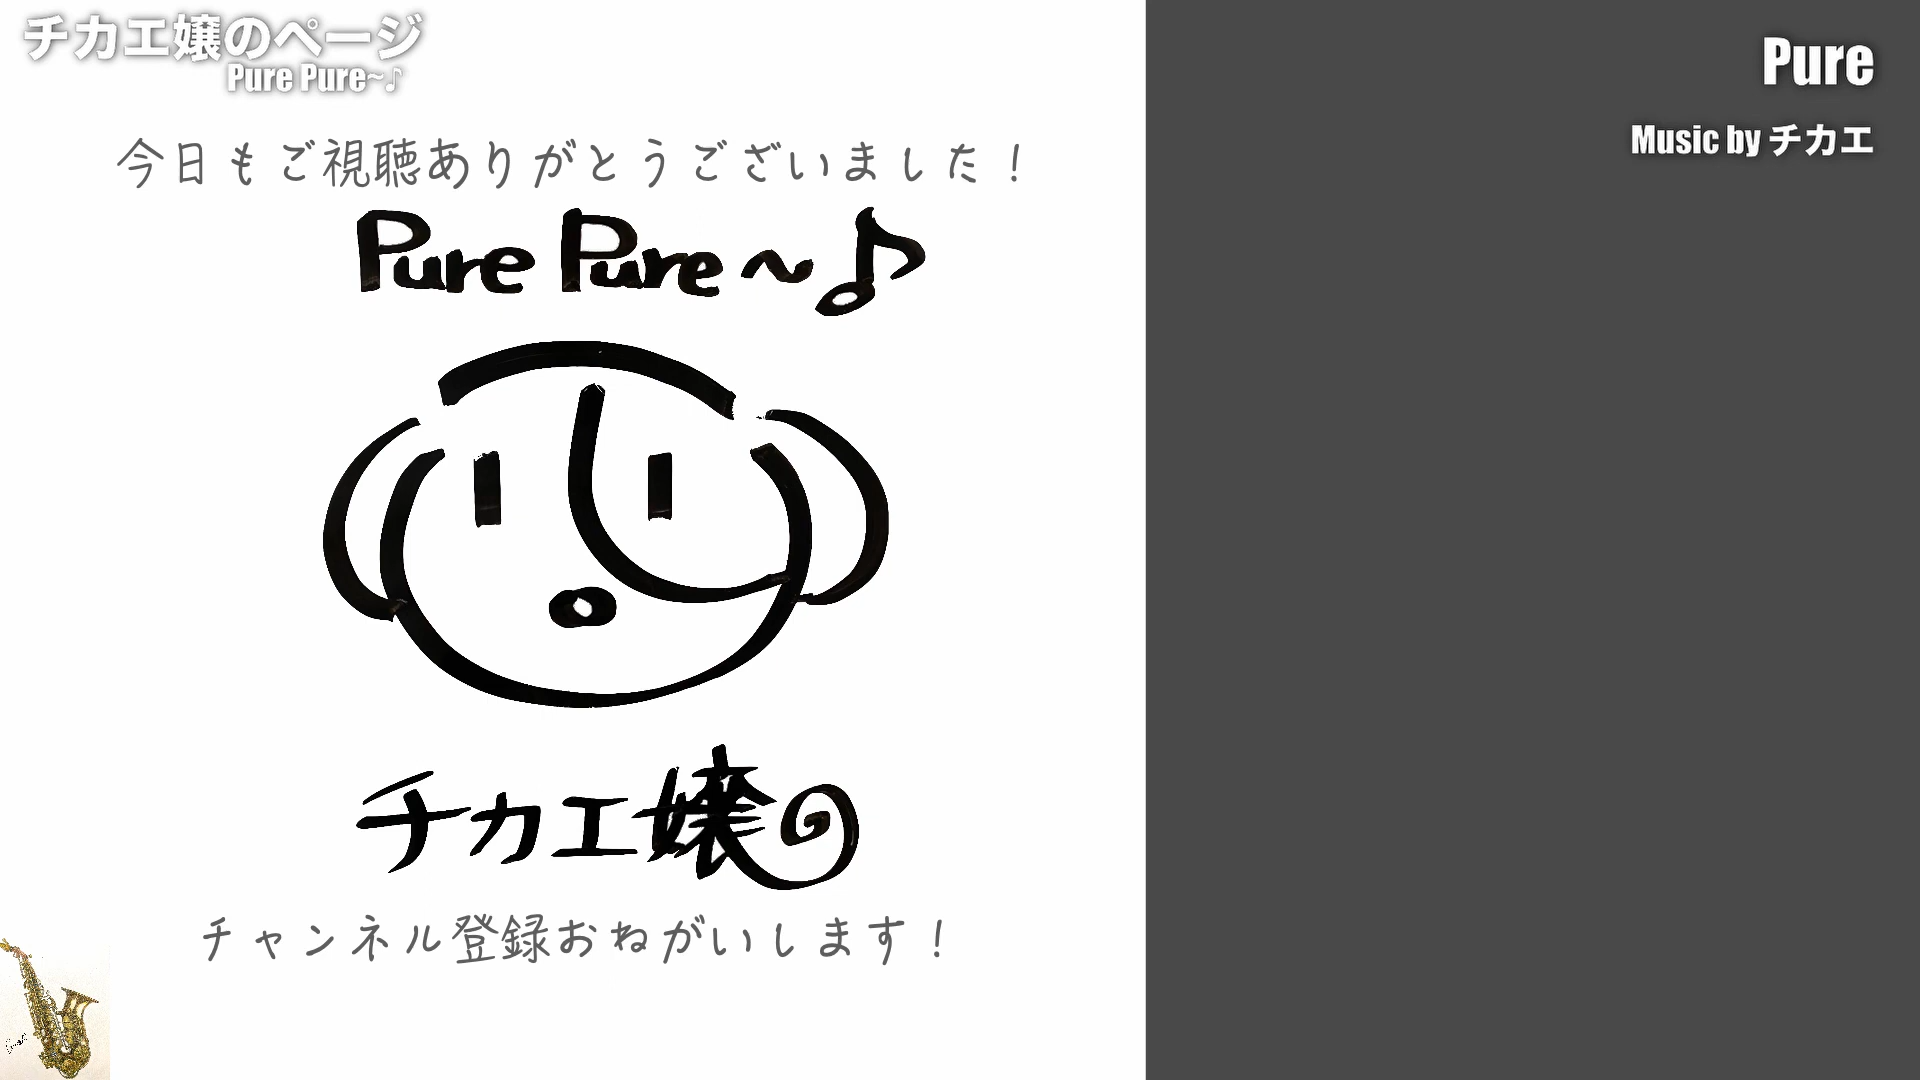 チカエ嬢のページ
Pure Pure~♪
今日もご視聴ありがとうございました！
Pure Pure～♪
チカエ嬢の
チャンネル登録おねがいします！
Pure
Music by チカエ